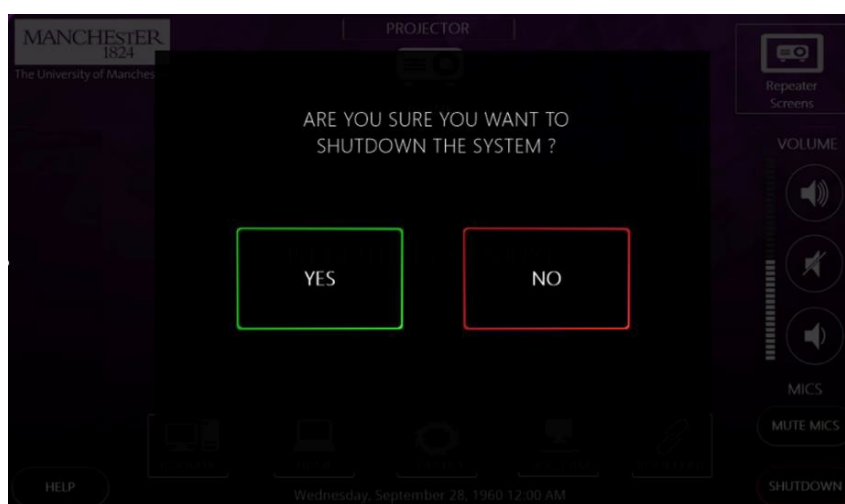 MANCHESTER
1824
The University of Manches
PROJECTOR
Repeater
Screens
ARE YOU SURE YOU WANT TO
SHUTDOWN THE SYSTEM ?
YES
NO
VOLUME
MICS
MUTE MICS
HELP
Wednesday, September 28, 1960 12:00 AM
SHUTDOWN